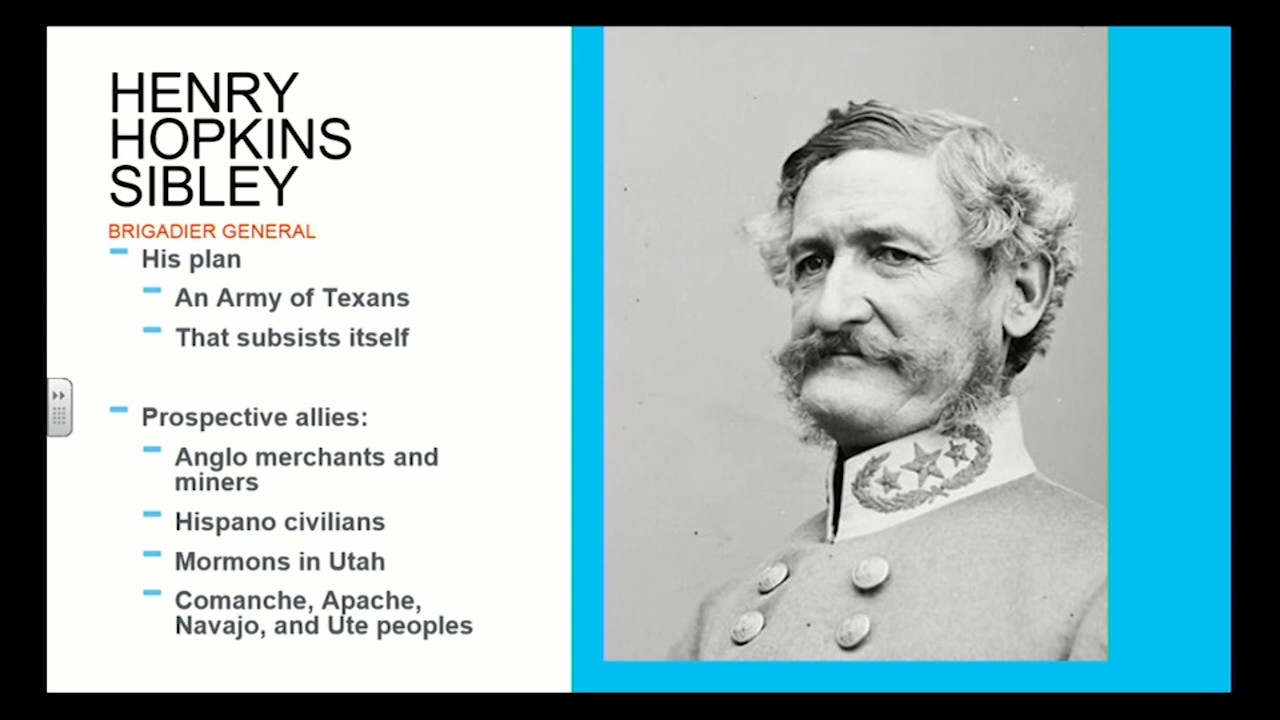 HENRY
HOPKINS
SIBLEY
BRIGADIER GENERAL
His plan
An Army of Texans
That subsists itself
Prospective allies:
Anglo merchants and
miners
Hispano civilians
Mormons in Utah
Comanche, Apache,
Navajo, and Ute peoples